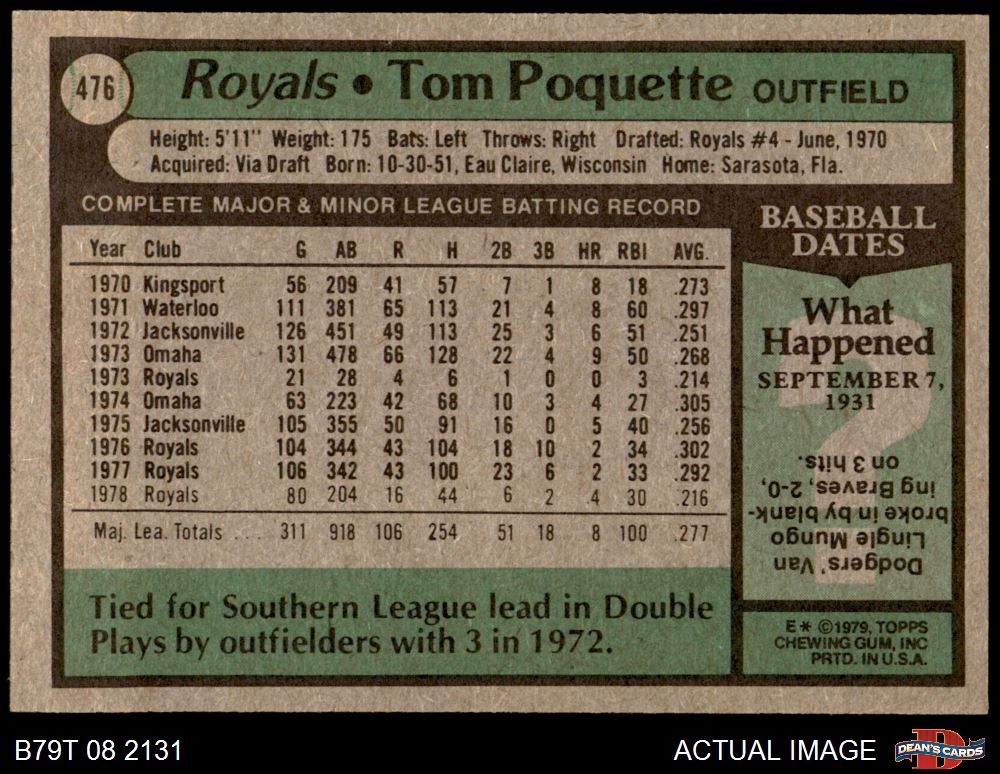 476
Royals • Tom Poquette OUTFIELD
Height: 5'11" Weight: 175 Bats: Left Throws: Right Drafted: Royals #4 - June, 1970
Acquired: Via Draft Born: 10-30-51, Eau Claire, Wisconsin Home: Sarasota, Fla.
COMPLETE MAJOR & MINOR LEAGUE BATTING RECORD
Year Club G AB R H 2B 3B HR RBI AVG.
1970 Kingsport 56 209 41 57 7 1 8 18 .273
1971 Waterloo 111 381 65 113 21 4 8 60 .297
1972 Jacksonville 126 451 49 113 25 3 6 51 .251
1973 Omaha 131 478 66 128 22 4 9 50 .268
1973 Royals 21 28 4 6 1 0 0 3 .214
1974 Omaha 63 223 42 68 10 3 4 27 .305
1975 Jacksonville 105 355 50 91 16 0 5 40 .256
1976 Royals 104 344 43 104 18 10 2 34 .302
1977 Royals 106 342 43 100 23 6 2 33 .292
1978 Royals 80 204 16 44 6 2 4 30 .216
Maj. Lea. Totals . . . 311 918 106 254 51 18 8 100 .277
Tied for Southern League lead in Double
Plays by outfielders with 3 in 1972.
BASEBALL
DATES
What
Happened
SEPTEMBER 7,
1931
?
Dodgers' Van
Lingle Mungo
broke in by blank-
ing Braves, 2-0,
on 3 hits.
E* ©1979, TOPPS
CHEWING GUM, INC
PRTD. IN U.S.A.
B79T 08 2131
ACTUAL IMAGE
DEAN'S CARDS